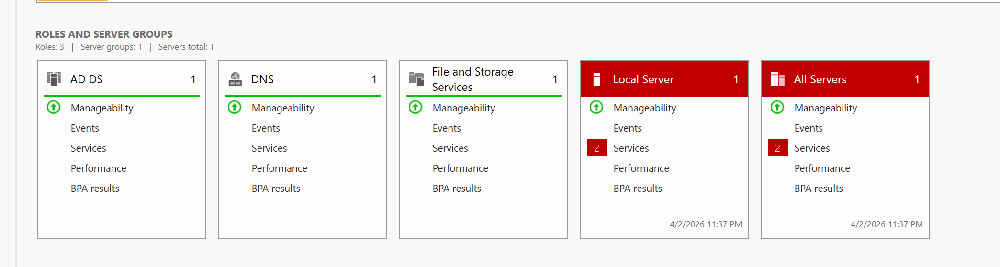 ROLES AND SERVER GROUPS
Roles: 3 | Server groups: 1 | Servers total: 1
AD DS 1
Manageability
Events
Services
Performance
BPA results
DNS 1
Manageability
Events
Services
Performance
BPA results
File and Storage
Services 1
Manageability
Events
Services
Performance
BPA results
Local Server 1
Manageability
Events
2 Services
Performance
BPA results
4/2/2026 11:37 PM
All Servers 1
Manageability
Events
2 Services
Performance
BPA results
4/2/2026 11:37 PM